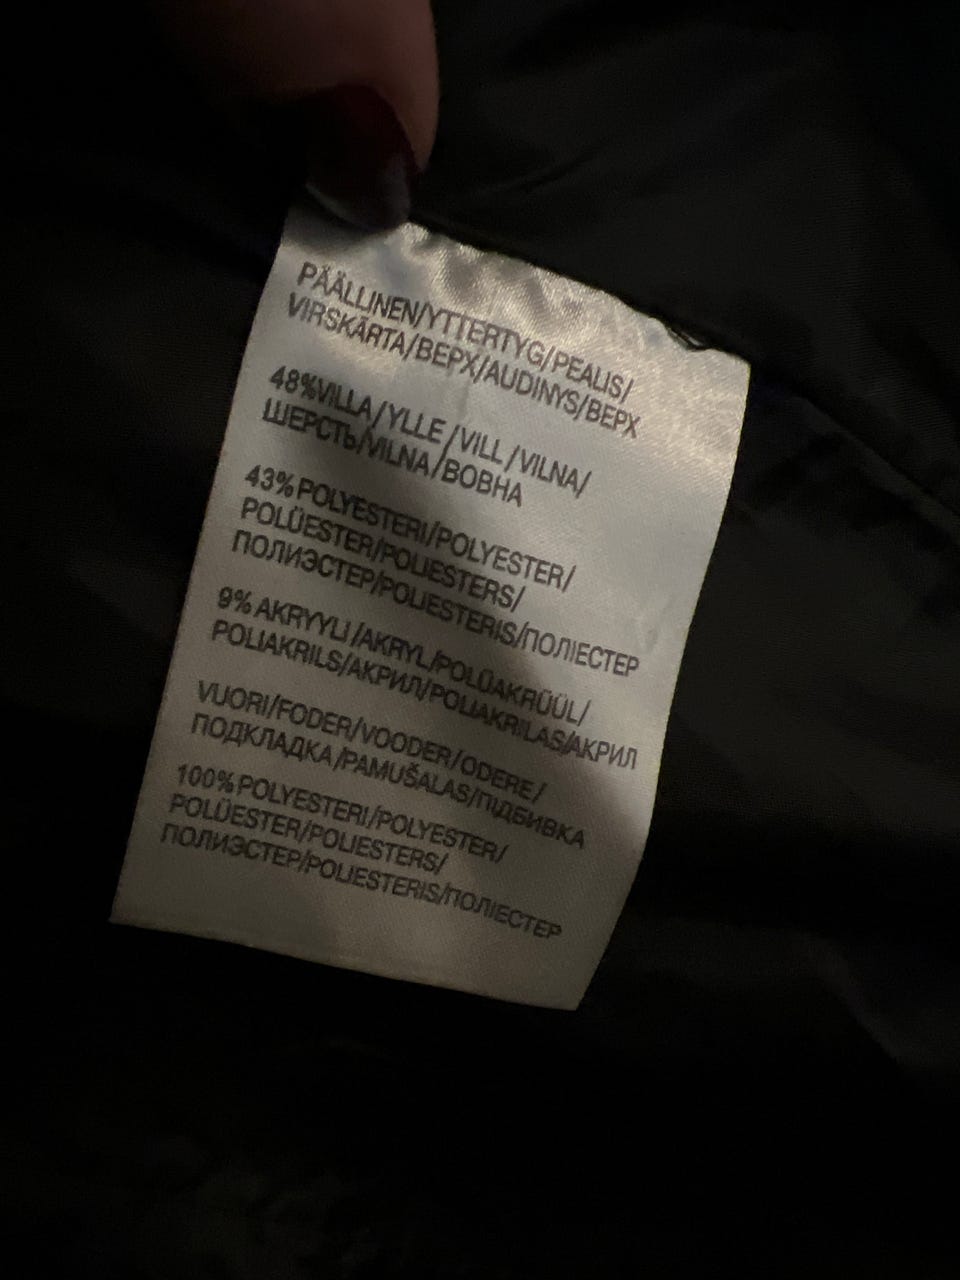 PÄÄLLINEN/YTTERTYG/PEALIS/
VIRSKĀRTA/ВЕРХ/AUDINYS/ВЕРХ
48%VILLA/YLLE/VILL/VILNA/
ШЕРСТЬ/VILNA/ВОВНА
43%POLYESTERI/POLYESTER/
POLÜESTER/POLIESTERS/
ПОЛИЭСТЕР/POLIESTERIS/ПОЛІЕСТЕР
9%AKRYYLI/AKRYL/POLÜAKRÜÜL/
POLIAKRILS/АКРИЛ/POLIAKRILAS/АКРИЛ
VUORI/FODER/VOODER/ODERE/
ПОДКЛАДКА/PAMUŠALAS/ПІДБИВКА
100%POLYESTERI/POLYESTER/
POLÜESTER/POLIESTERS/
ПОЛИЭСТЕР/POLIESTERIS/ПОЛІЕСТЕР